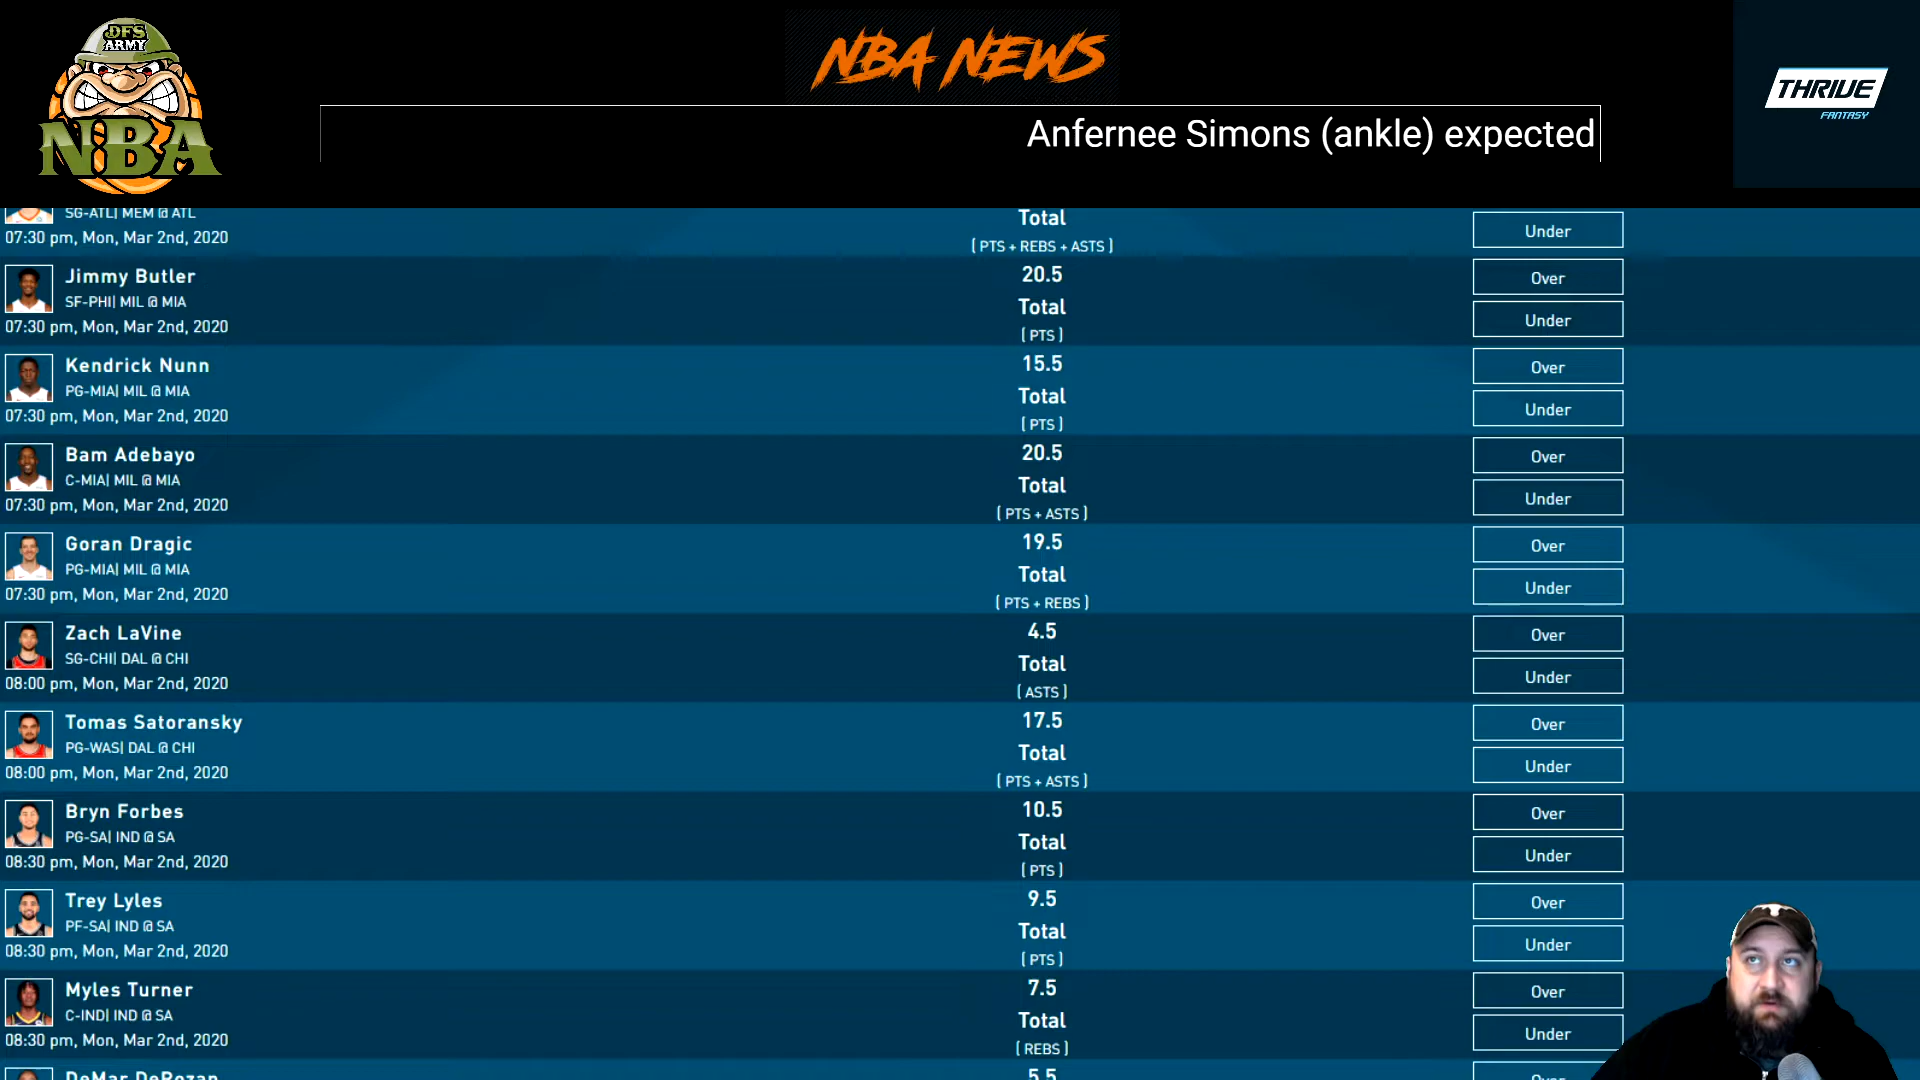 DFS
ARMY
NBA
NBA NEWS
THRIVE
FANTASY
Anfernee Simons (ankle) expected
SG-ATL| MEM @ ATL
07:30 pm, Mon, Mar 2nd, 2020
Total
( PTS + REBS + ASTS )
Under
Jimmy Butler
SF-PHI| MIL @ MIA
07:30 pm, Mon, Mar 2nd, 2020
20.5
Total
( PTS )
Over
Under
Kendrick Nunn
PG-MIA| MIL @ MIA
07:30 pm, Mon, Mar 2nd, 2020
15.5
Total
( PTS )
Over
Under
Bam Adebayo
C-MIA| MIL @ MIA
07:30 pm, Mon, Mar 2nd, 2020
20.5
Total
( PTS + ASTS )
Over
Under
Goran Dragic
PG-MIA| MIL @ MIA
07:30 pm, Mon, Mar 2nd, 2020
19.5
Total
( PTS + REBS )
Over
Under
Zach LaVine
SG-CHI| DAL @ CHI
08:00 pm, Mon, Mar 2nd, 2020
4.5
Total
( ASTS )
Over
Under
Tomas Satoransky
PG-WAS| DAL @ CHI
08:00 pm, Mon, Mar 2nd, 2020
17.5
Total
( PTS + ASTS )
Over
Under
Bryn Forbes
PG-SA| IND @ SA
08:30 pm, Mon, Mar 2nd, 2020
10.5
Total
( PTS )
Over
Under
Trey Lyles
PF-SA| IND @ SA
08:30 pm, Mon, Mar 2nd, 2020
9.5
Total
( PTS )
Over
Under
Myles Turner
C-IND| IND @ SA
08:30 pm, Mon, Mar 2nd, 2020
7.5
Total
( REBS )
Over
Under
DeMar DeRozan
5.5
Over